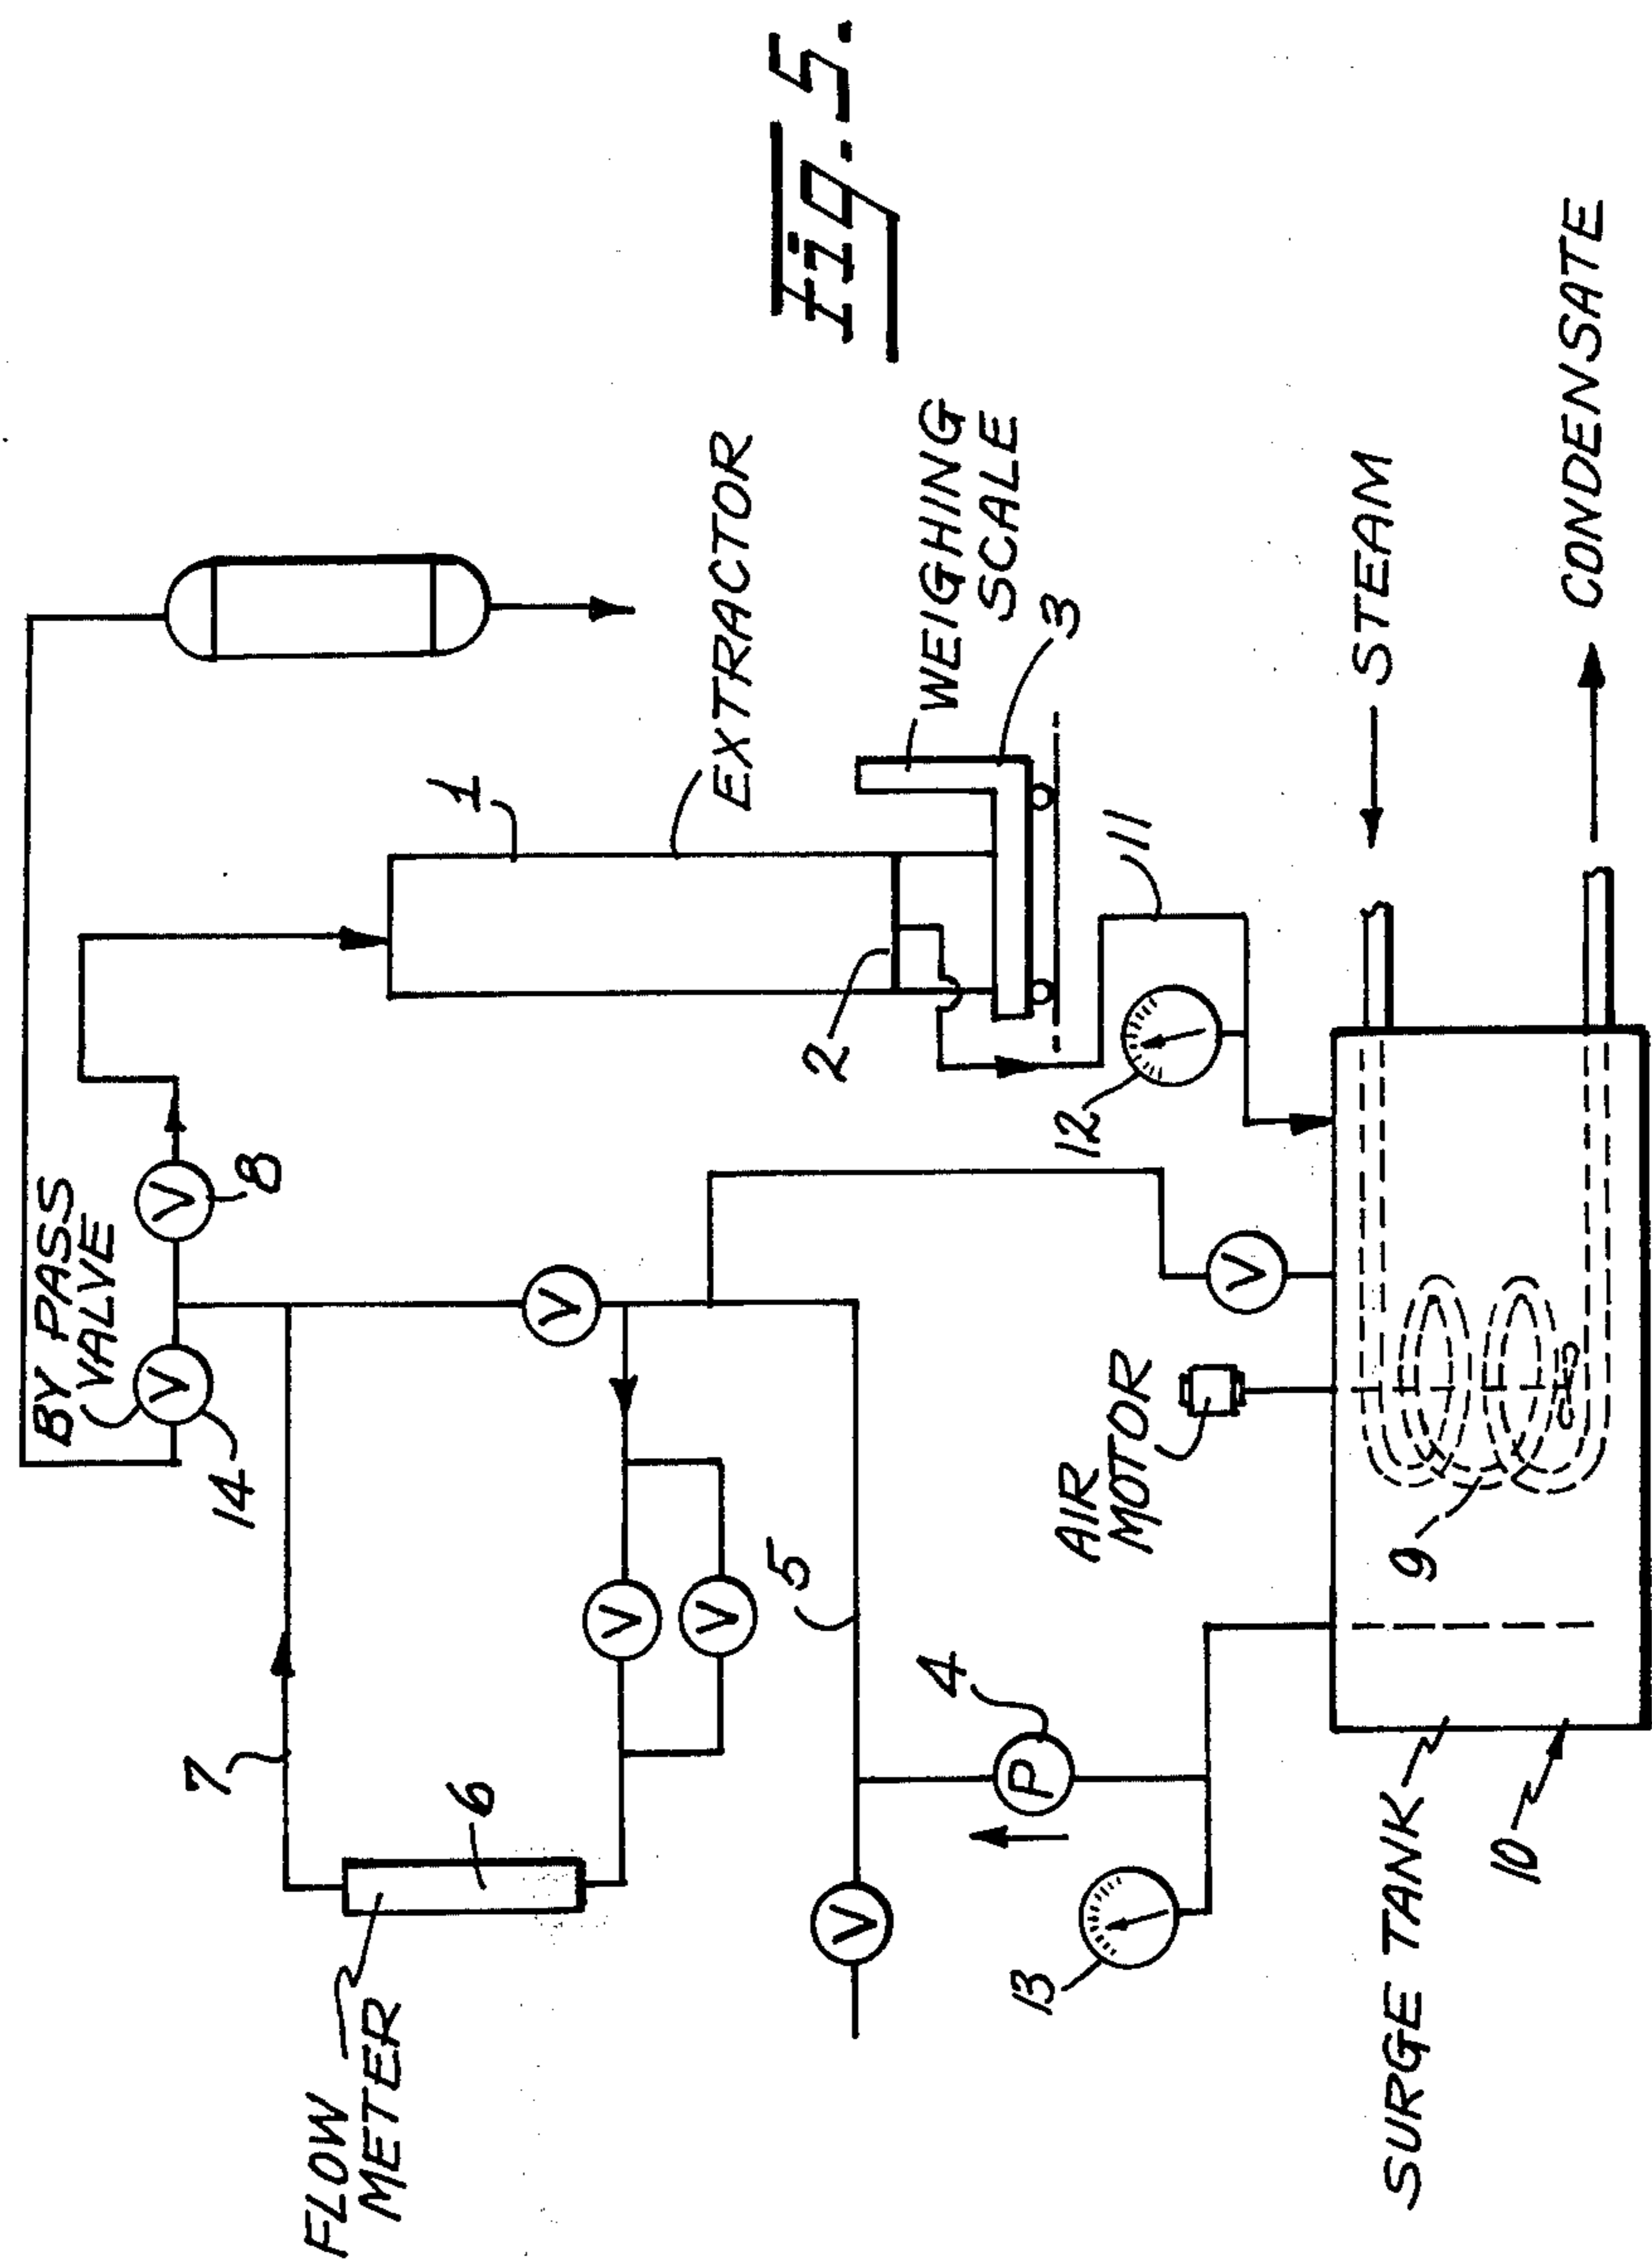 BY PASS
VALVE
V
V
8
14
7
FLOW
METER
6
V
V
V
5
V
P
4
13
1
EXTRACTOR
2
WEIGHING
SCALE
3
11
12
V
AIR
MOTOR
9
STEAM
CONDENSATE
SURGE TANK
10
Fig. 5.